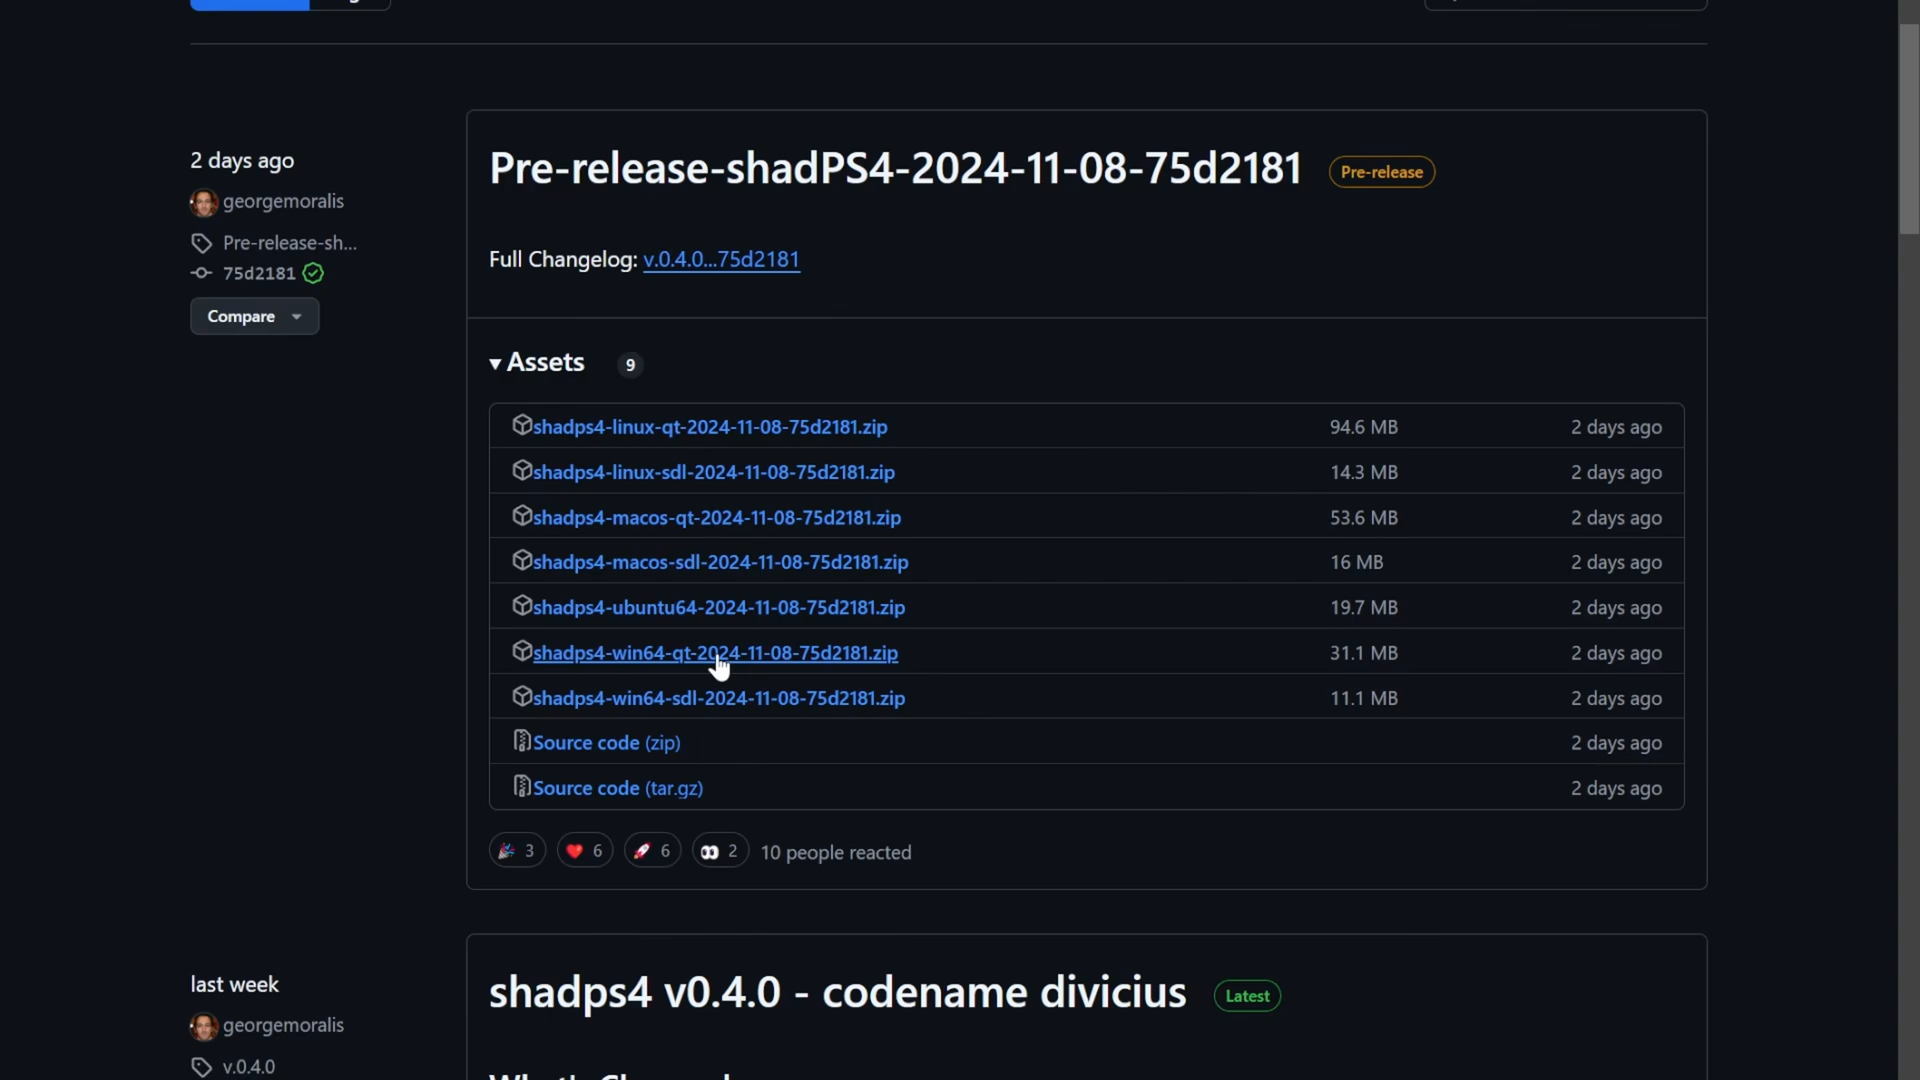 2 days ago
georgemoralis
Pre-release-sh...
75d2181
Compare
Pre-release-shadPS4-2024-11-08-75d2181 Pre-release
Full Changelog: v.0.4.0...75d2181
Assets 9
shadps4-linux-qt-2024-11-08-75d2181.zip 94.6 MB 2 days ago
shadps4-linux-sdl-2024-11-08-75d2181.zip 14.3 MB 2 days ago
shadps4-macos-qt-2024-11-08-75d2181.zip 53.6 MB 2 days ago
shadps4-macos-sdl-2024-11-08-75d2181.zip 16 MB 2 days ago
shadps4-ubuntu64-2024-11-08-75d2181.zip 19.7 MB 2 days ago
shadps4-win64-qt-2024-11-08-75d2181.zip 31.1 MB 2 days ago
shadps4-win64-sdl-2024-11-08-75d2181.zip 11.1 MB 2 days ago
Source code (zip) 2 days ago
Source code (tar.gz) 2 days ago
3 6 6 2 10 people reacted
last week
georgemoralis
v.0.4.0
shadps4 v0.4.0 - codename divicius Latest